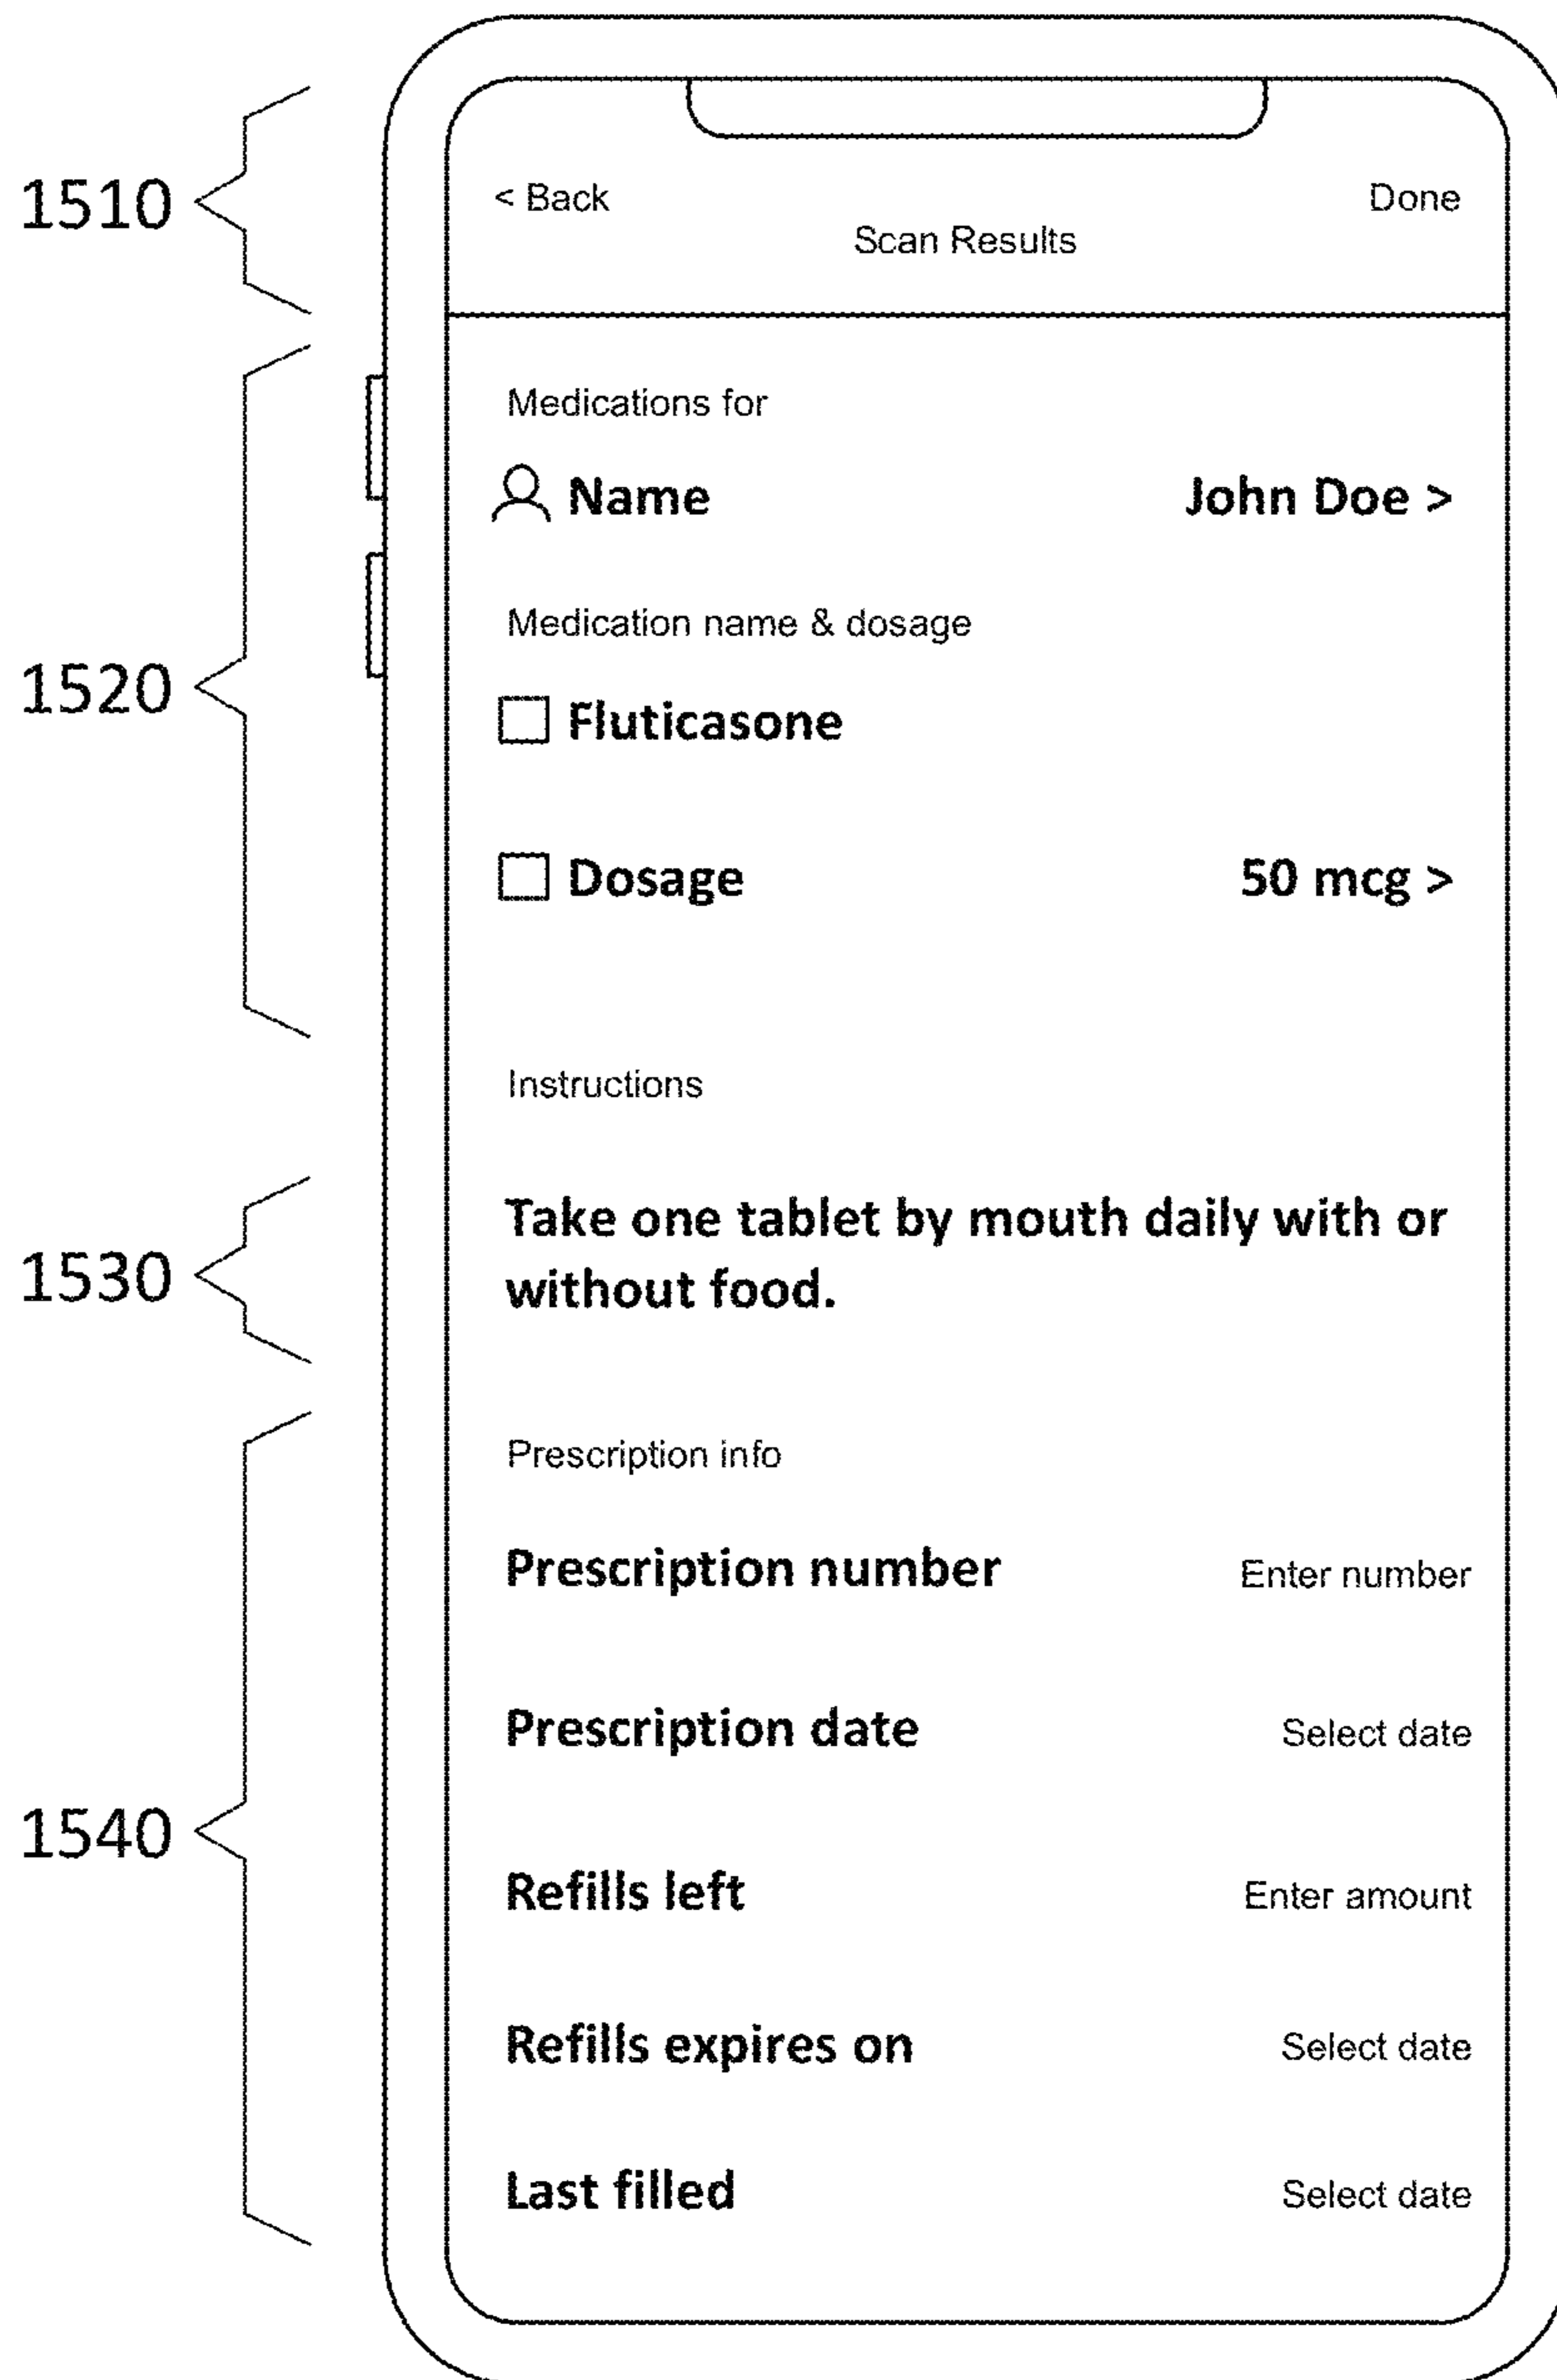 1510
< Back Done
Scan Results
1520
Medications for
Name John Doe >
Medication name & dosage
Fluticasone
Dosage 50 mcg >
Instructions
1530
Take one tablet by mouth daily with or
without food.
1540
Prescription info
Prescription number Enter number
Prescription date Select date
Refills left Enter amount
Refills expires on Select date
Last filled Select date